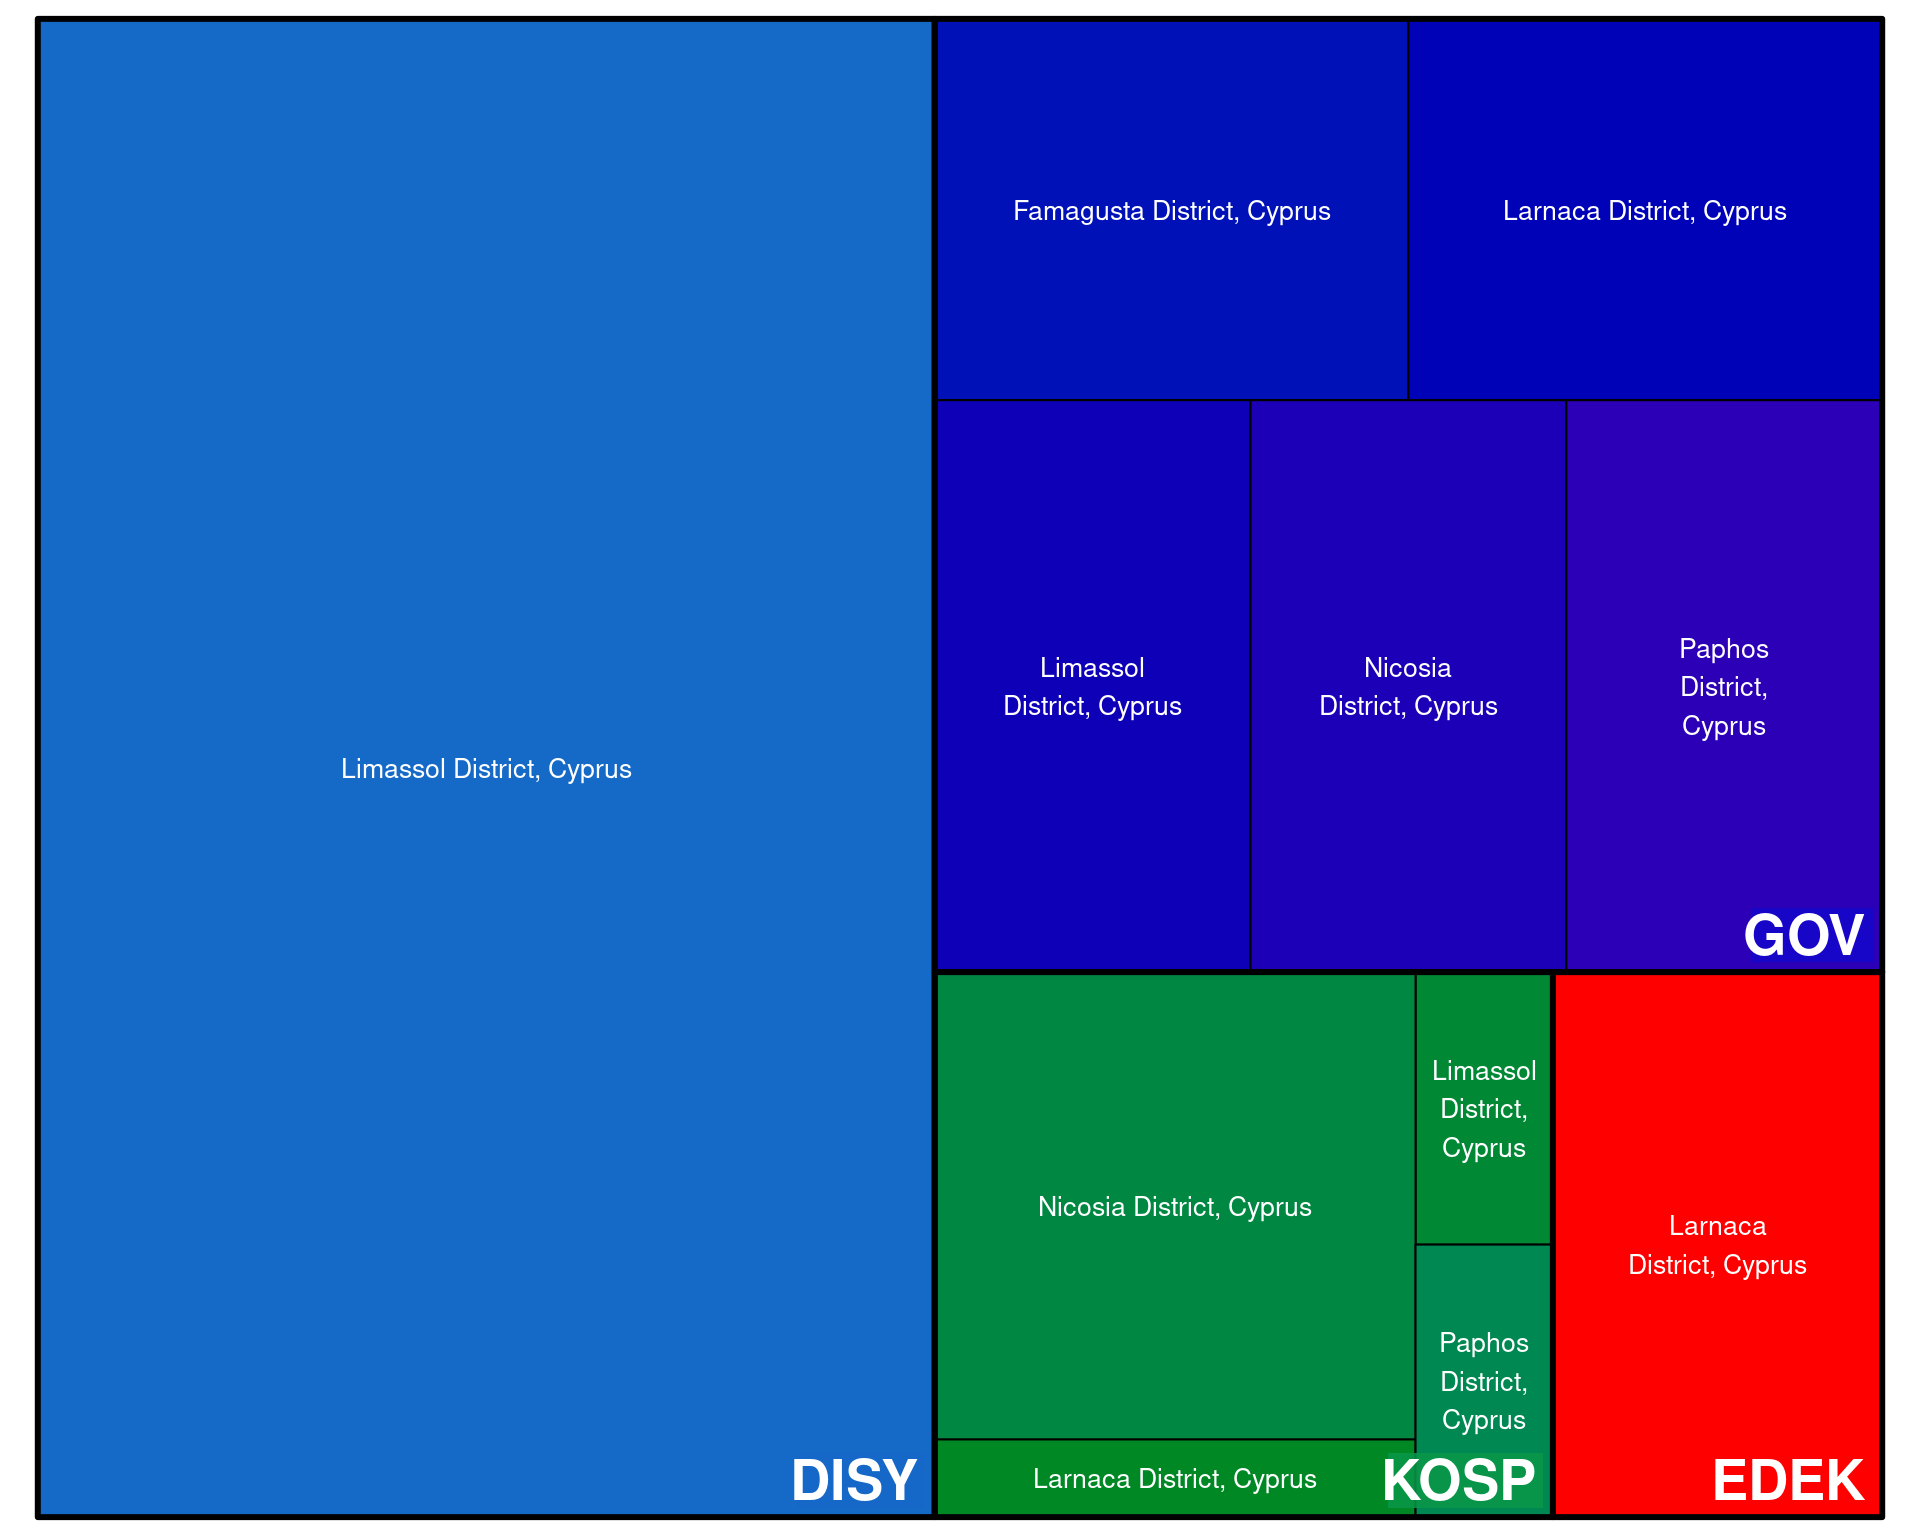 Limassol District, Cyprus
DISY
Famagusta District, Cyprus
Larnaca District, Cyprus
Limassol
District, Cyprus
Nicosia
District, Cyprus
Paphos
District,
Cyprus
GOV
Nicosia District, Cyprus
Limassol
District,
Cyprus
Paphos
District,
Cyprus
Larnaca District, Cyprus
KOSP
Larnaca
District, Cyprus
EDEK